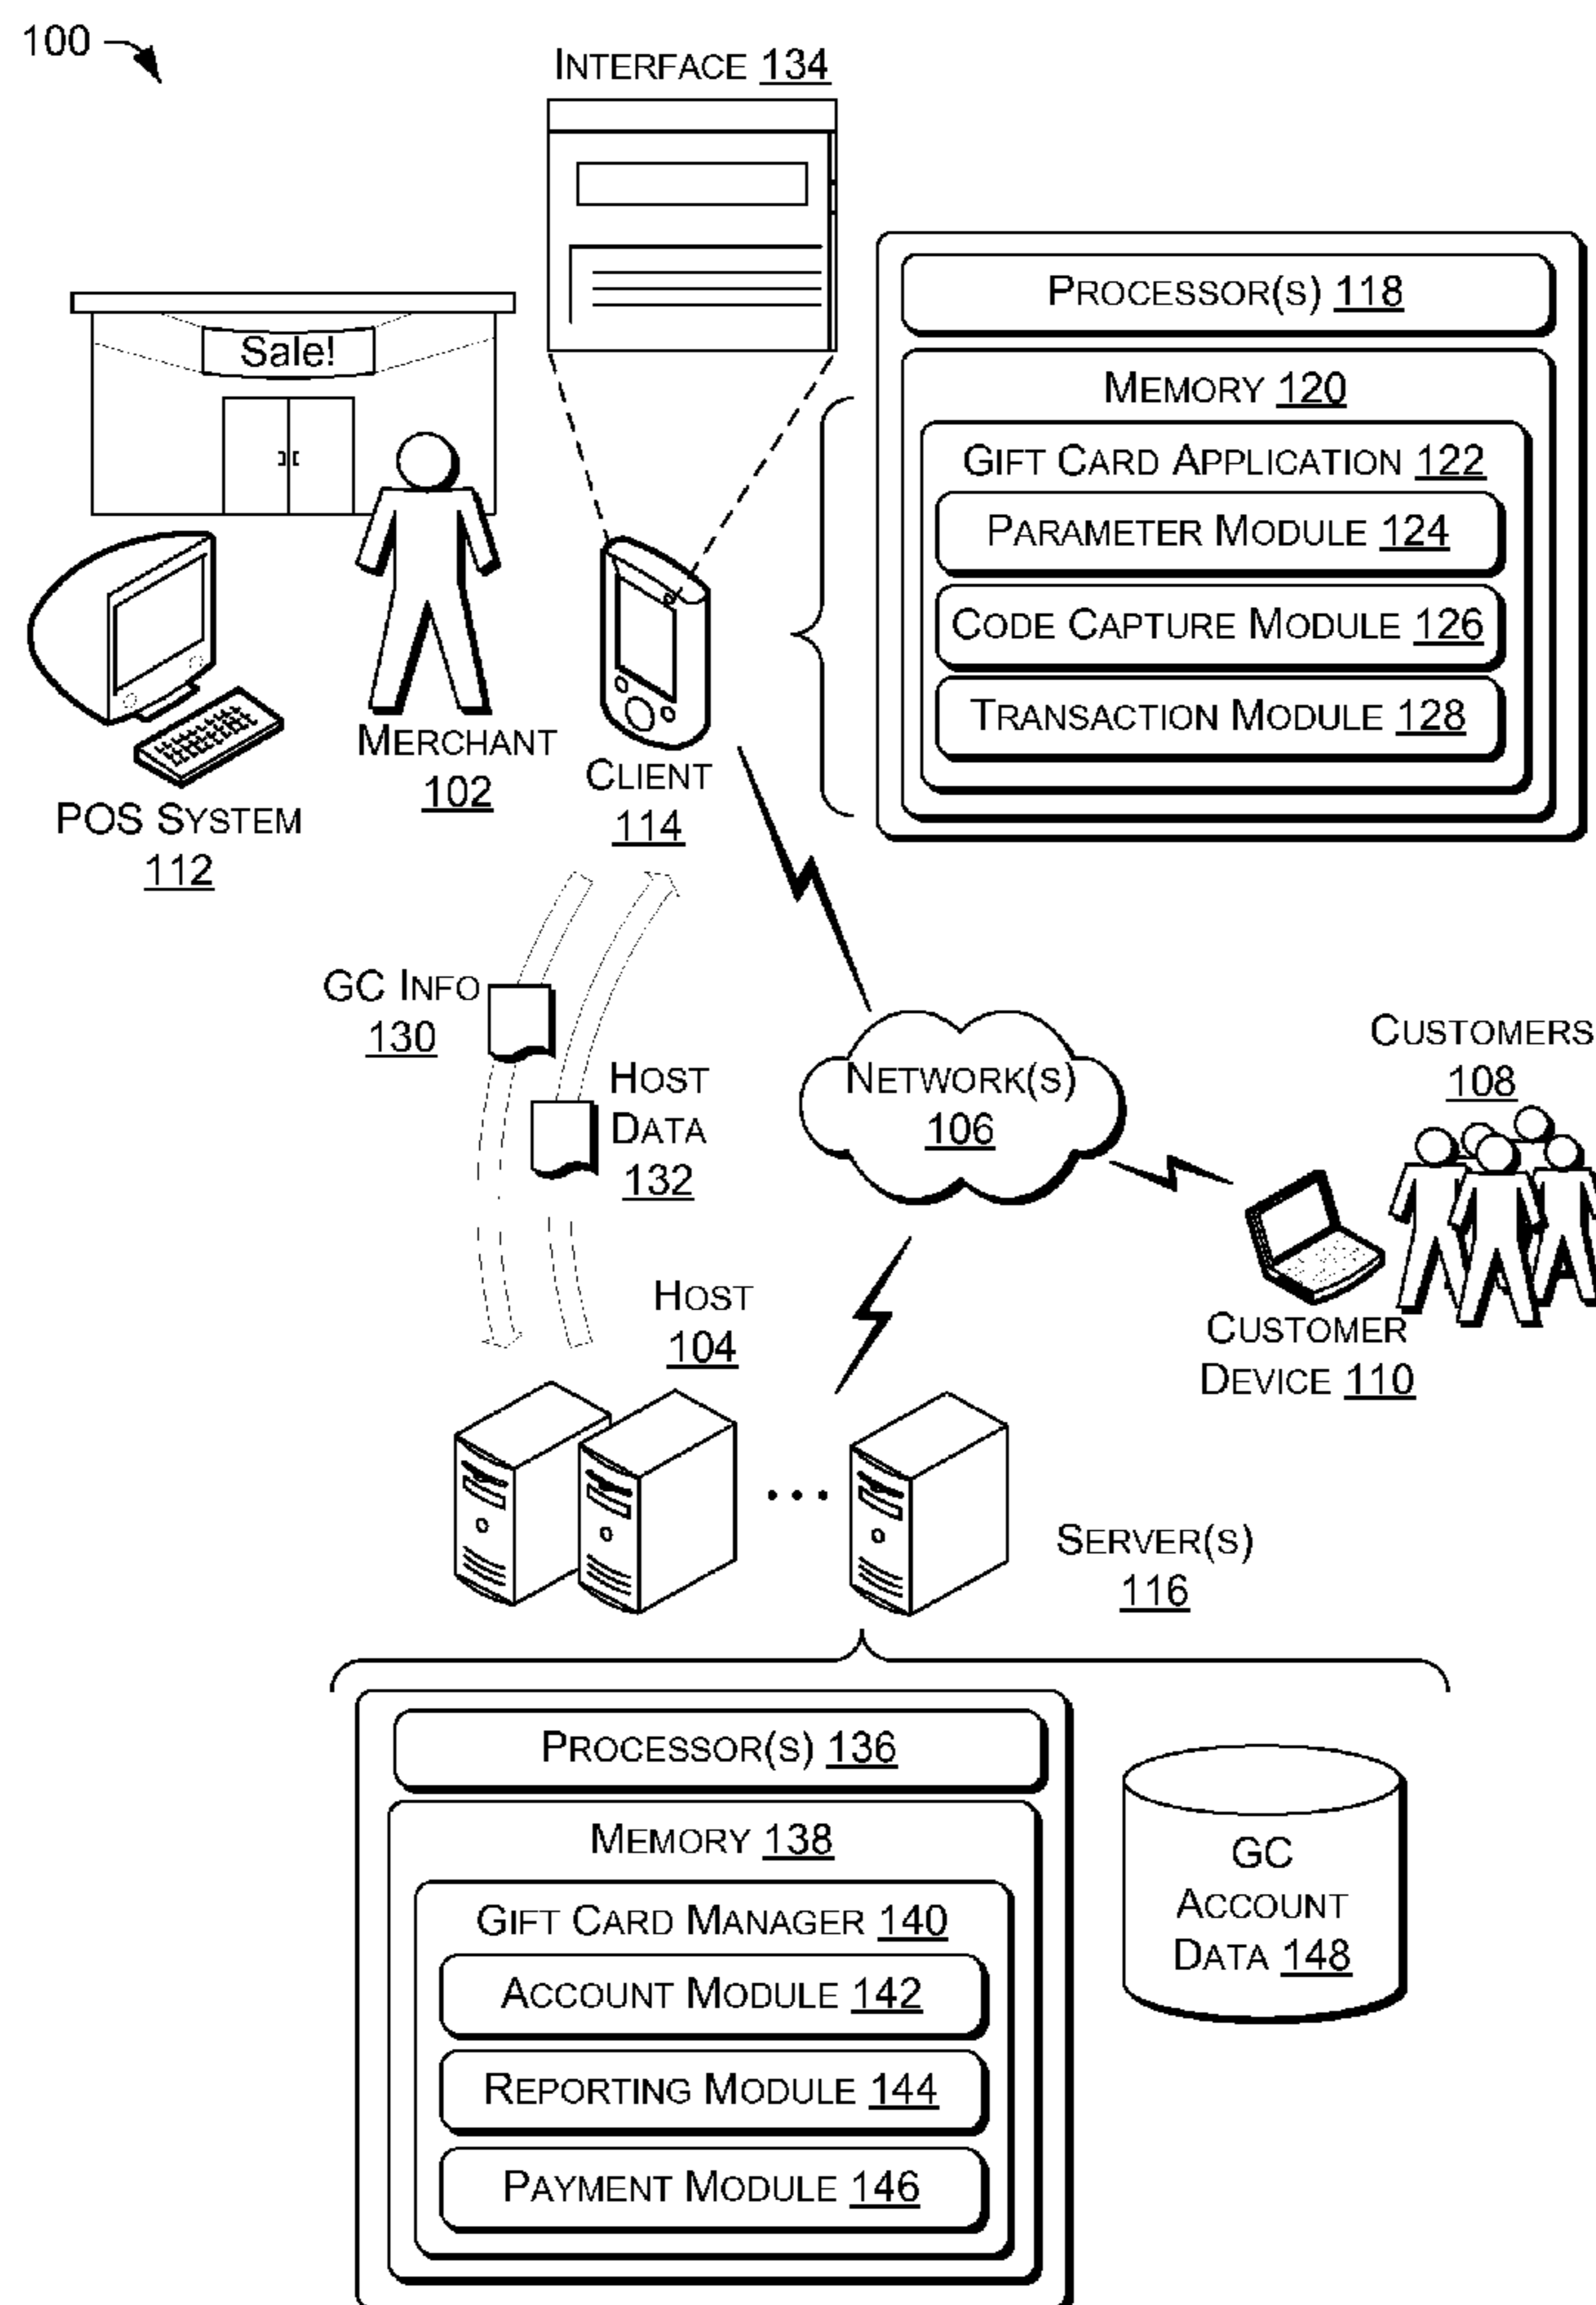 100
INTERFACE 134
PROCESSOR(S) 118
Sale!
MEMORY 120
GIFT CARD APPLICATION 122
PARAMETER MODULE 124
CODE CAPTURE MODULE 126
TRANSACTION MODULE 128
MERCHANT
102
CLIENT
114
POS SYSTEM
112
GC INFO
130
HOST
DATA
132
NETWORK(S)
106
CUSTOMERS
108
HOST
104
CUSTOMER
DEVICE 110
SERVER(S)
116
PROCESSOR(S) 136
MEMORY 138
GIFT CARD MANAGER 140
ACCOUNT MODULE 142
REPORTING MODULE 144
PAYMENT MODULE 146
GC
ACCOUNT
DATA 148